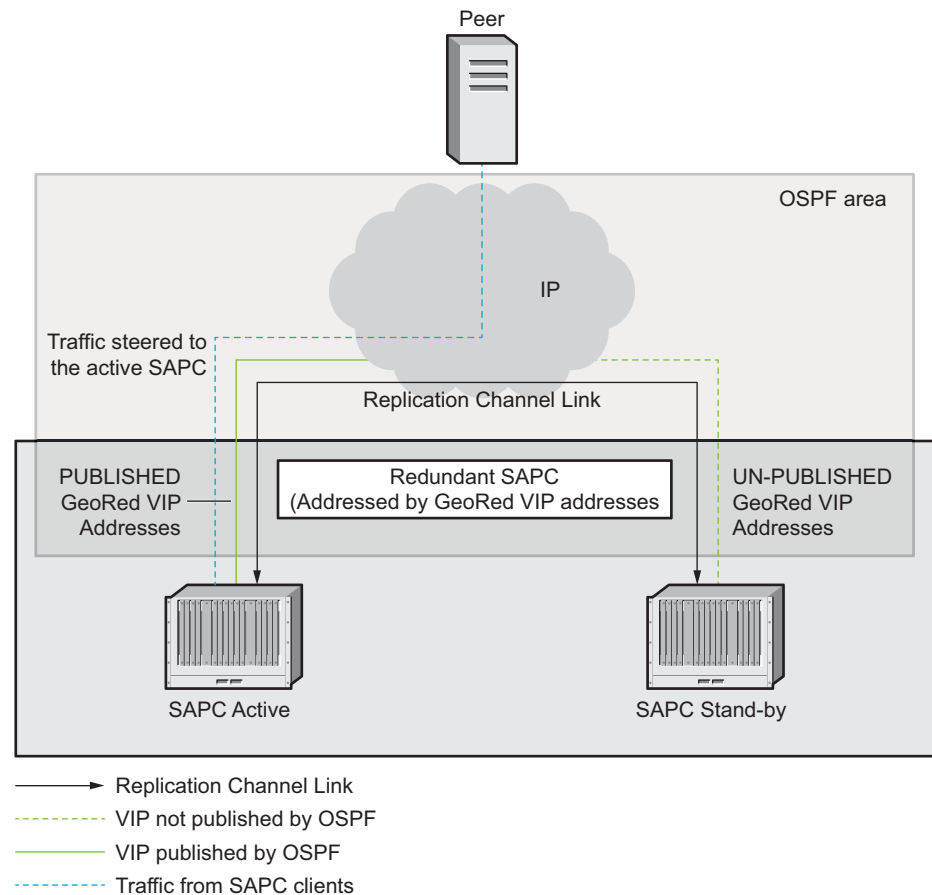 Peer
OSPF area
IP
Traffic steered to
the active SAPC
Replication Channel Link
PUBLISHED
GeoRed VIP
Addresses
Redundant SAPC
(Addressed by GeoRed VIP addresses
UN-PUBLISHED
GeoRed VIP
Addresses
SAPC Active
SAPC Stand-by
Replication Channel Link
VIP not published by OSPF
VIP published by OSPF
Traffic from SAPC clients